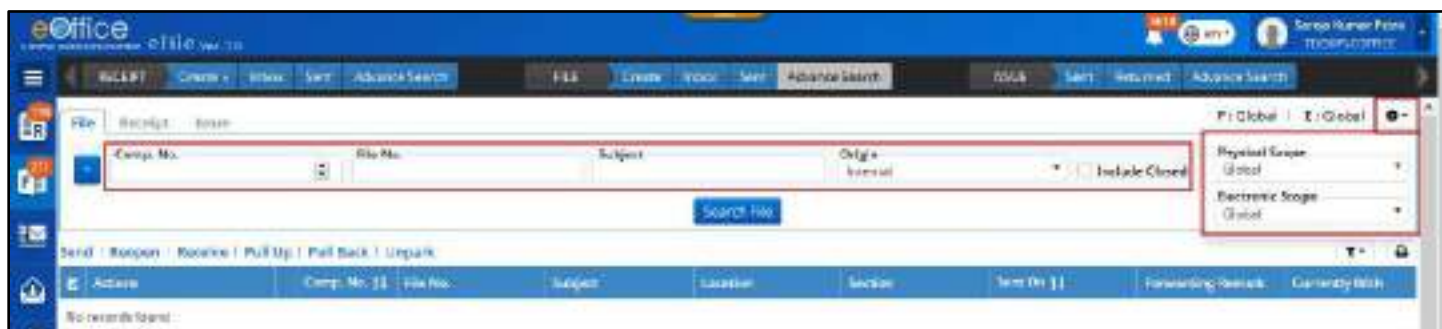 eOffice
eFile
RECEIPT Create Inbox Sent Advance Search FILE Create Inbox Sent Advance Search ISSUE Sent Returned Advance Search
File Receipt Issue P : Global | E : Global
Comp. No. File No. Subject Origin Physical Scope
Internal Include Closed Global
Electronic Scope
Search File Global
Send | Reopen | Receive | Pull Up | Pull Back | Unpark
Actions Comp. No. File No. Subject Location Section Sent On Forwarding Remark Currently With
No records found